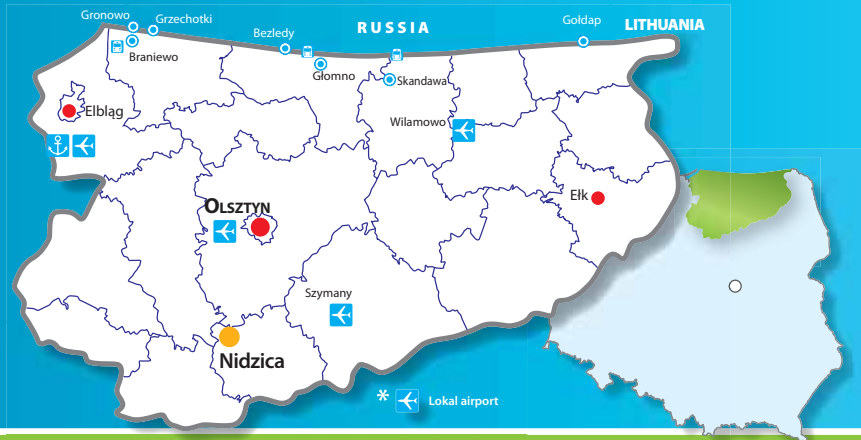 Gronowo
Grzechotki
Bezledy
RUSSIA
Gołdap
LITHUANIA
Braniewo
Głomno
Skandawa
Elbląg
Wilamowo
Ełk
OLSZTYN
Szymany
Nidzica
* Lokal airport